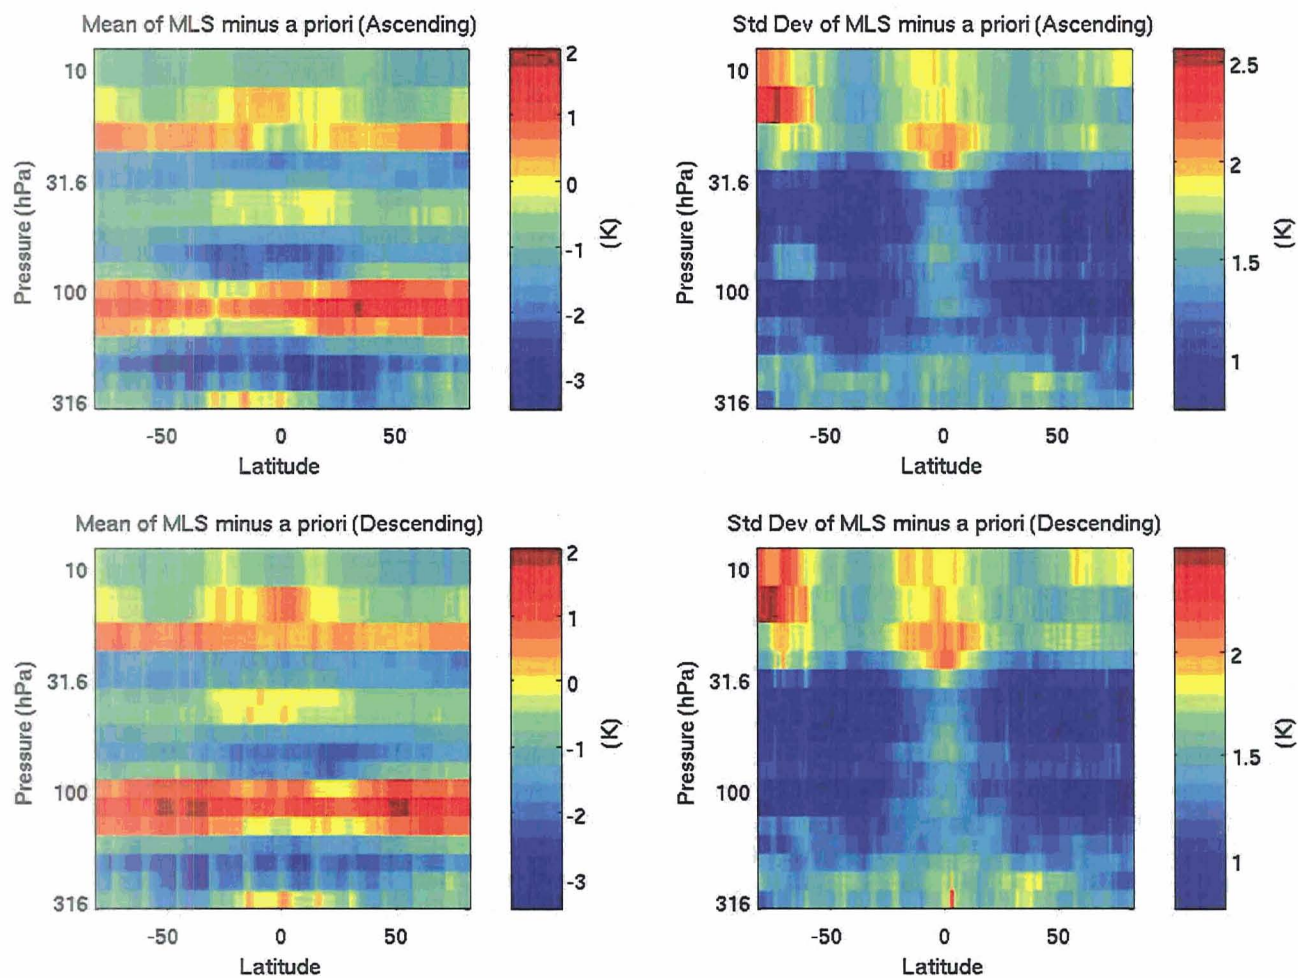 Mean of MLS minus a priori (Ascending)
Pressure (hPa)
10
31.6
100
316
-50
0
50
Latitude
2
1
0
-1
-2
-3
(K)
Std Dev of MLS minus a priori (Ascending)
Pressure (hPa)
10
31.6
100
316
-50
0
50
Latitude
2.5
2
1.5
1
(K)
Mean of MLS minus a priori (Descending)
Pressure (hPa)
10
31.6
100
316
-50
0
50
Latitude
2
1
0
-1
-2
-3
(K)
Std Dev of MLS minus a priori (Descending)
Pressure (hPa)
10
31.6
100
316
-50
0
50
Latitude
2
1.5
1
(K)